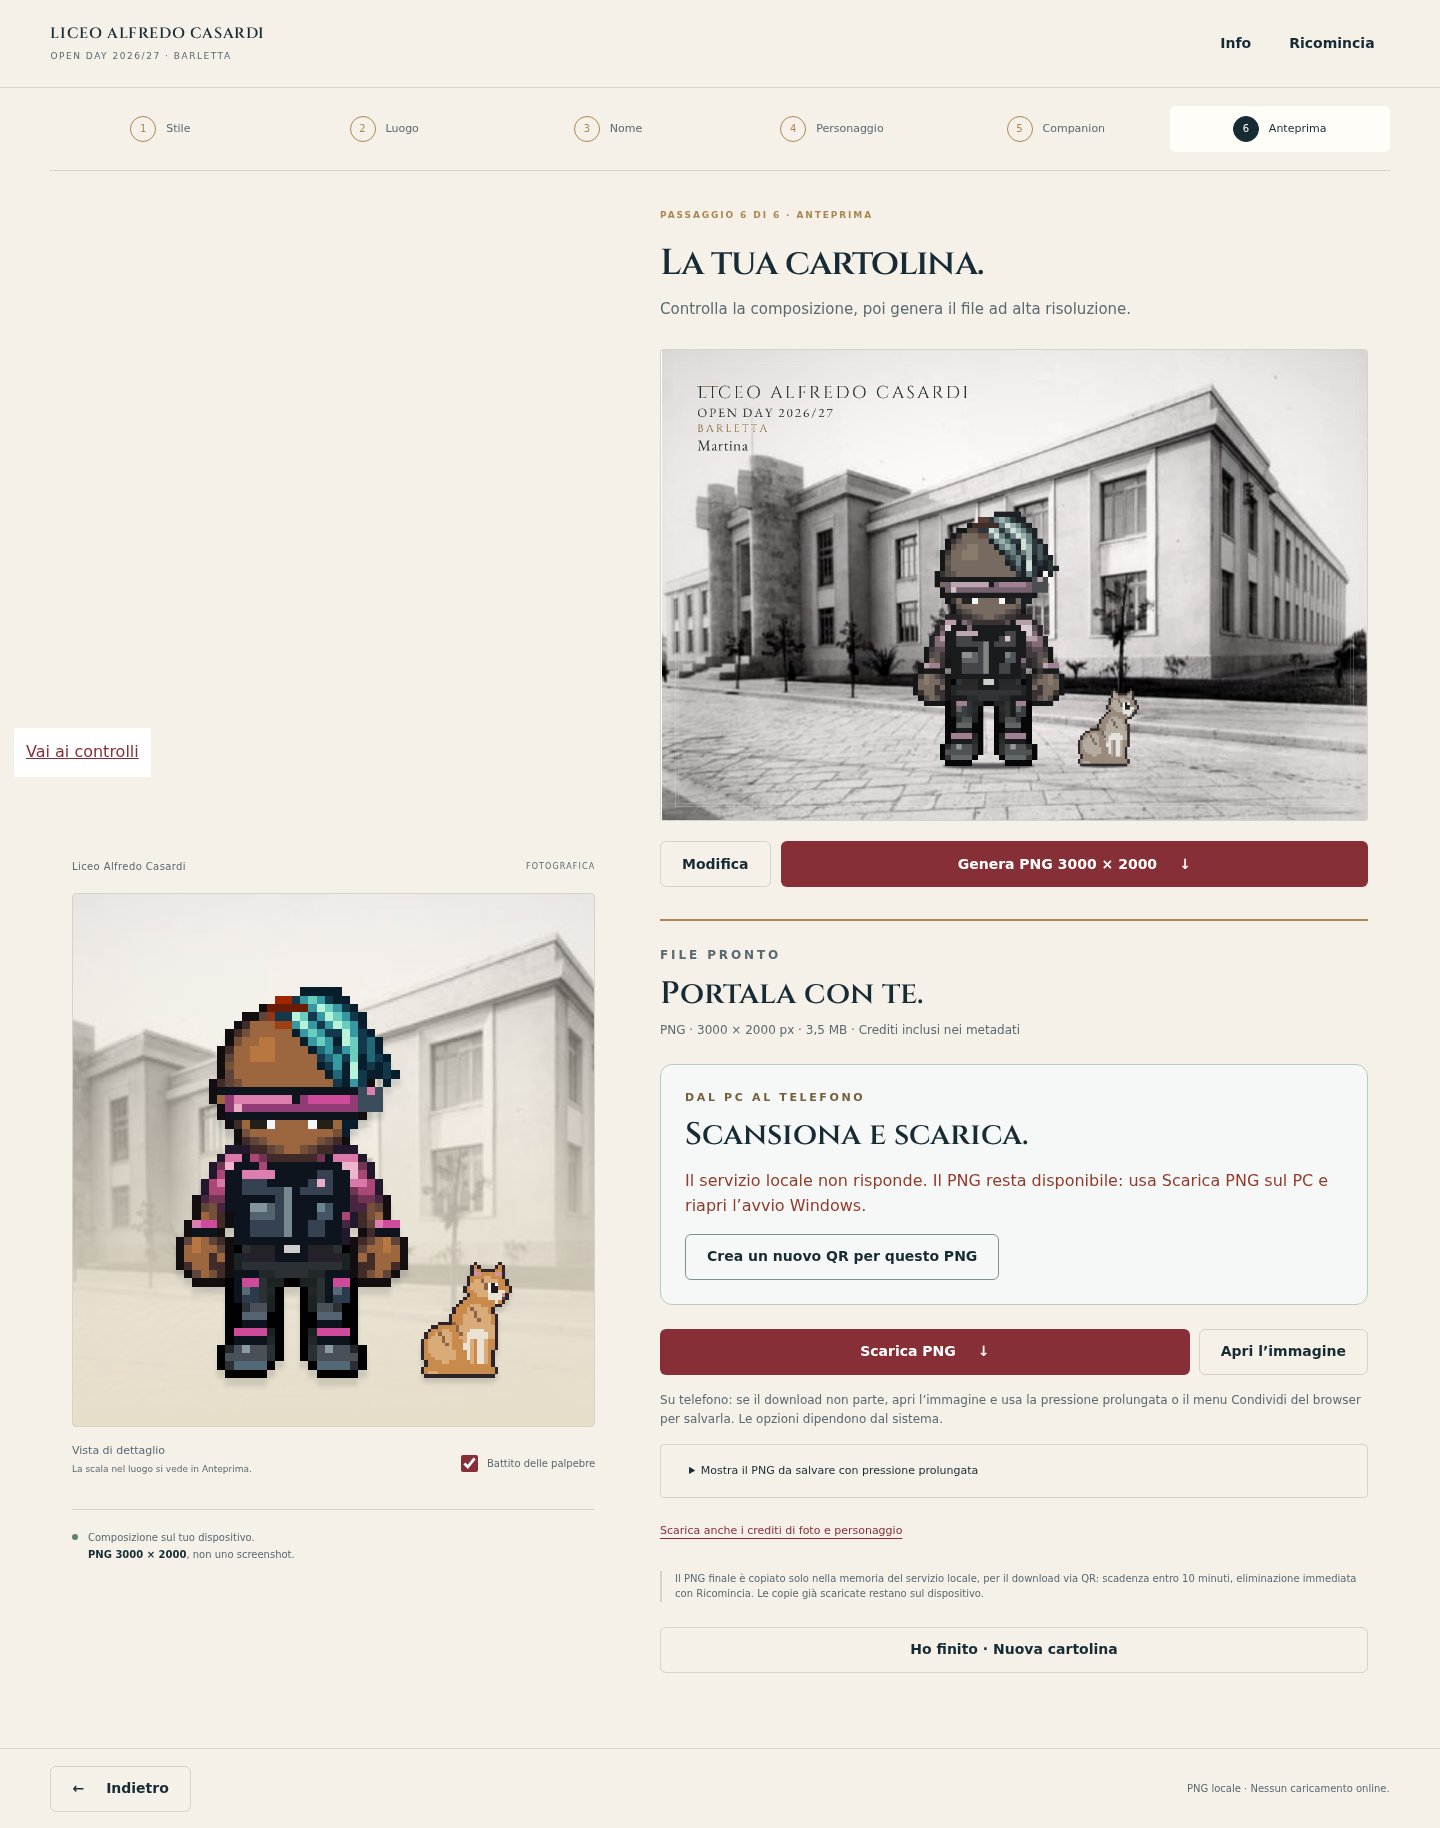 LICEO ALFREDO CASARDI
OPEN DAY 2026/27 · BARLETTA
Info
Ricomincia
1 Stile
2 Luogo
3 Nome
4 Personaggio
5 Companion
6 Anteprima
PASSAGGIO 6 DI 6 · ANTEPRIMA
LA TUA CARTOLINA.
Controlla la composizione, poi genera il file ad alta risoluzione.
LICEO ALFREDO CASARDI
OPEN DAY 2026/27
BARLETTA
Martina
Vai ai controlli
Modifica
Genera PNG 3000 × 2000 ↓
Liceo Alfredo Casardi
FOTOGRAFICA
Vista di dettaglio
La scala nel luogo si vede in Anteprima.
Battito delle palpebre
Composizione sul tuo dispositivo.
PNG 3000 × 2000, non uno screenshot.
FILE PRONTO
PORTALA CON TE.
PNG · 3000 × 2000 px · 3,5 MB · Crediti inclusi nei metadati
DAL PC AL TELEFONO
SCANSIONA E SCARICA.
Il servizio locale non risponde. Il PNG resta disponibile: usa Scarica PNG sul PC e
riapri l’avvio Windows.
Crea un nuovo QR per questo PNG
Scarica PNG ↓
Apri l’immagine
Su telefono: se il download non parte, apri l’immagine e usa la pressione prolungata o il menu Condividi del browser
per salvarla. Le opzioni dipendono dal sistema.
Mostra il PNG da salvare con pressione prolungata
Scarica anche i crediti di foto e personaggio
Il PNG finale è copiato solo nella memoria del servizio locale, per il download via QR: scadenza entro 10 minuti, eliminazione immediata
con Ricomincia. Le copie già scaricate restano sul dispositivo.
Ho finito · Nuova cartolina
← Indietro
PNG locale · Nessun caricamento online.